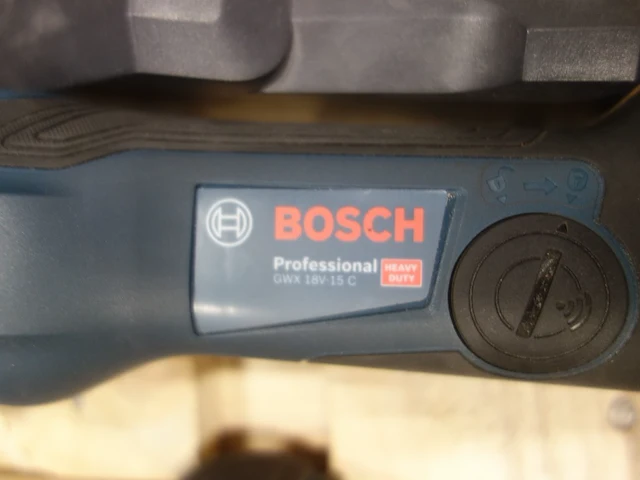 BOSCH
Professional HEAVY DUTY
GWX 18V-15 C